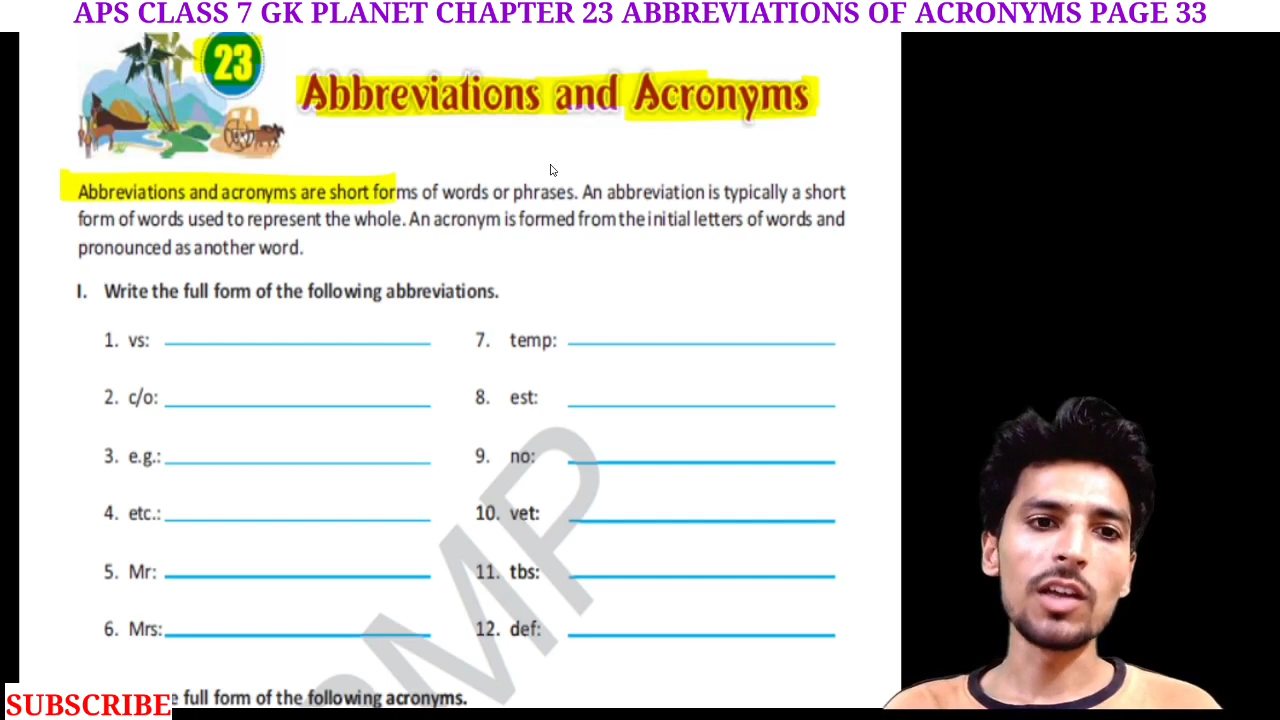 APS CLASS 7 GK PLANET CHAPTER 23 ABBREVIATIONS OF ACRONYMS PAGE 33
23
Abbreviations and Acronyms
Abbreviations and acronyms are short forms of words or phrases. An abbreviation is typically a short
form of words used to represent the whole. An acronym is formed from the initial letters of words and
pronounced as another word.
I. Write the full form of the following abbreviations.
1. vs:
2. c/o:
3. e.g.:
4. etc.:
5. Mr:
6. Mrs:
7. temp:
8. est:
9. no:
10. vet:
11. tbs:
12. def:
full form of the following acronyms.
SUBSCRIBE